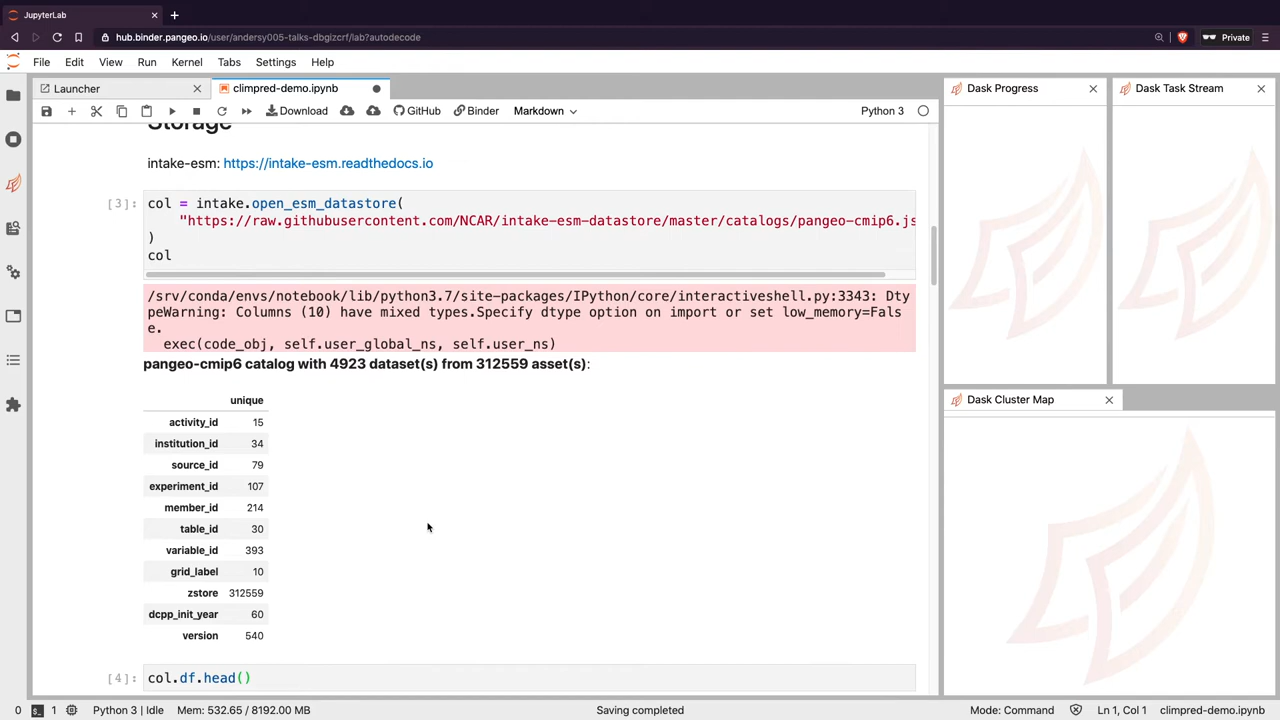 JupyterLab
hub.binder.pangeo.io/user/andersy005-talks-dbgizcrf/lab?autodecode
Private
File Edit View Run Kernel Tabs Settings Help
Launcher
climpred-demo.ipynb
Download GitHub Binder Markdown Python 3
Storage
intake-esm: https://intake-esm.readthedocs.io
[3]: col = intake.open_esm_datastore(
"https://raw.githubusercontent.com/NCAR/intake-esm-datastore/master/catalogs/pangeo-cmip6.js
)
col
/srv/conda/envs/notebook/lib/python3.7/site-packages/IPython/core/interactiveshell.py:3343: Dty
peWarning: Columns (10) have mixed types.Specify dtype option on import or set low_memory=Fals
e.
exec(code_obj, self.user_global_ns, self.user_ns)
pangeo-cmip6 catalog with 4923 dataset(s) from 312559 asset(s):
unique
activity_id 15
institution_id 34
source_id 79
experiment_id 107
member_id 214
table_id 30
variable_id 393
grid_label 10
zstore 312559
dcpp_init_year 60
version 540
[4]: col.df.head()
Dask Progress
Dask Task Stream
Dask Cluster Map
0 1 Python 3 | Idle Mem: 532.65 / 8192.00 MB Saving completed Mode: Command Ln 1, Col 1 climpred-demo.ipynb